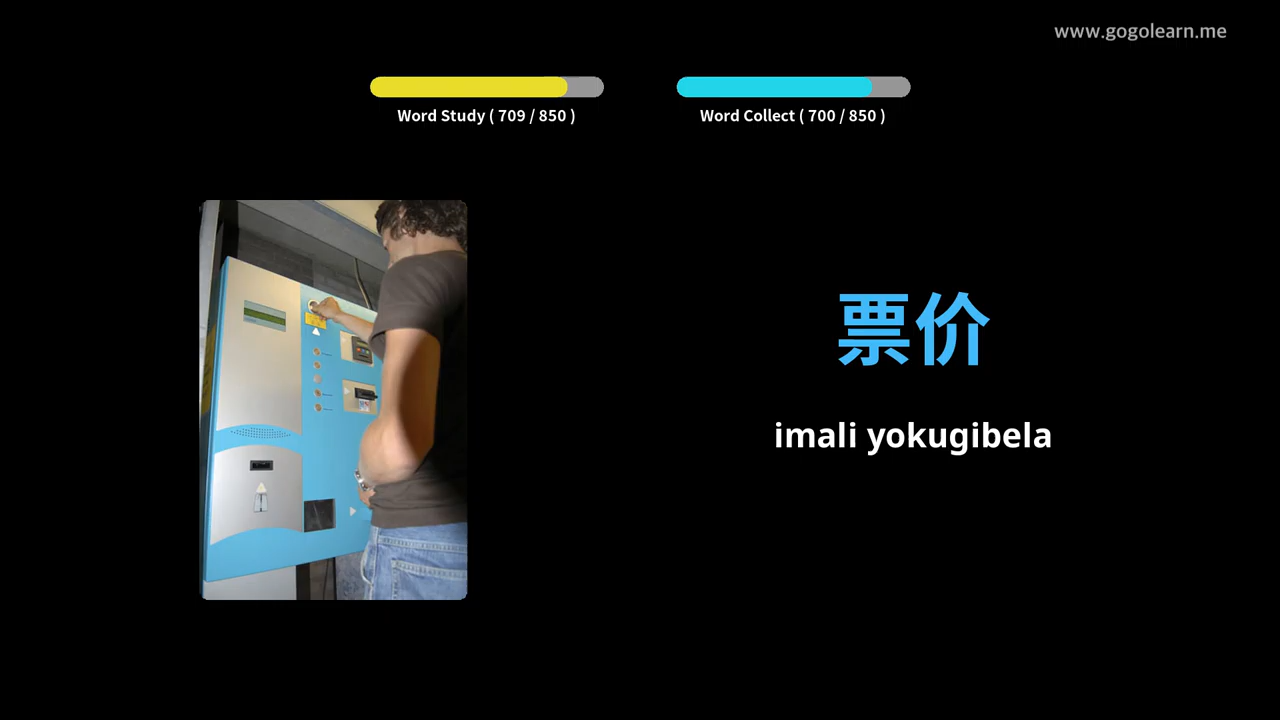 www.gogolearn.me
Word Study ( 709 / 850 )
Word Collect ( 700 / 850 )
票价
imali yokugibela